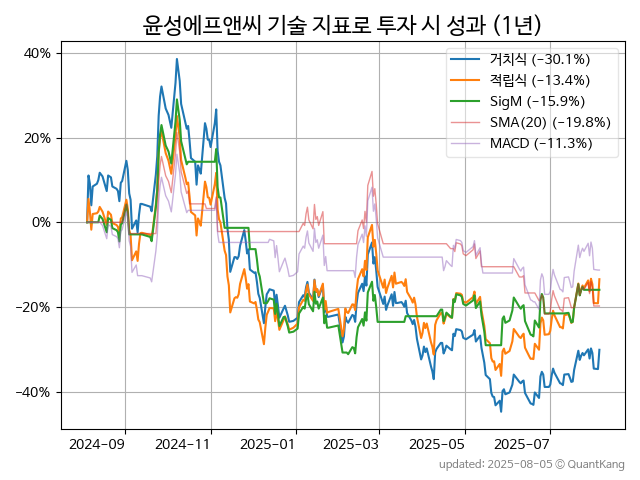 윤성에프앤씨 기술 지표로 투자 시 성과 (1년)
40%
20%
0%
−20%
−40%
거치식 (−30.1%)
적립식 (−13.4%)
SigM (−15.9%)
SMA(20) (−19.8%)
MACD (−11.3%)
2024−09
2024−11
2025−01
2025−03
2025−05
2025−07
updated: 2025-08-05 © QuantKang